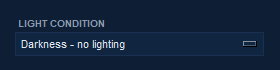 LIGHT CONDITION
Darkness - no lighting